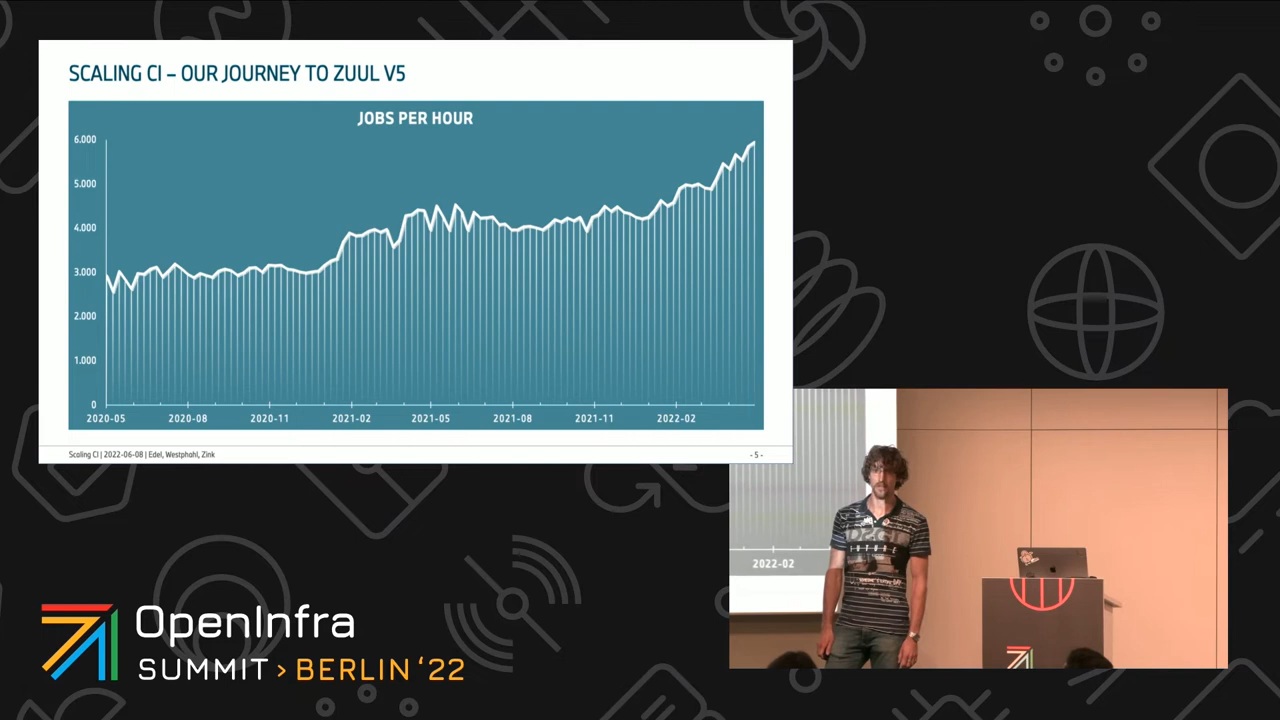 SCALING CI – OUR JOURNEY TO ZUUL V5
JOBS PER HOUR
6.000
5.000
4.000
3.000
2.000
1.000
0
2020-05
2020-08
2020-11
2021-02
2021-05
2021-08
2021-11
2022-02
Scaling CI | 2022-06-08 | Edel, Westphahl, Zink
- 5 -
2022-02
FUTURE
OpenInfra
SUMMIT > BERLIN ‘22